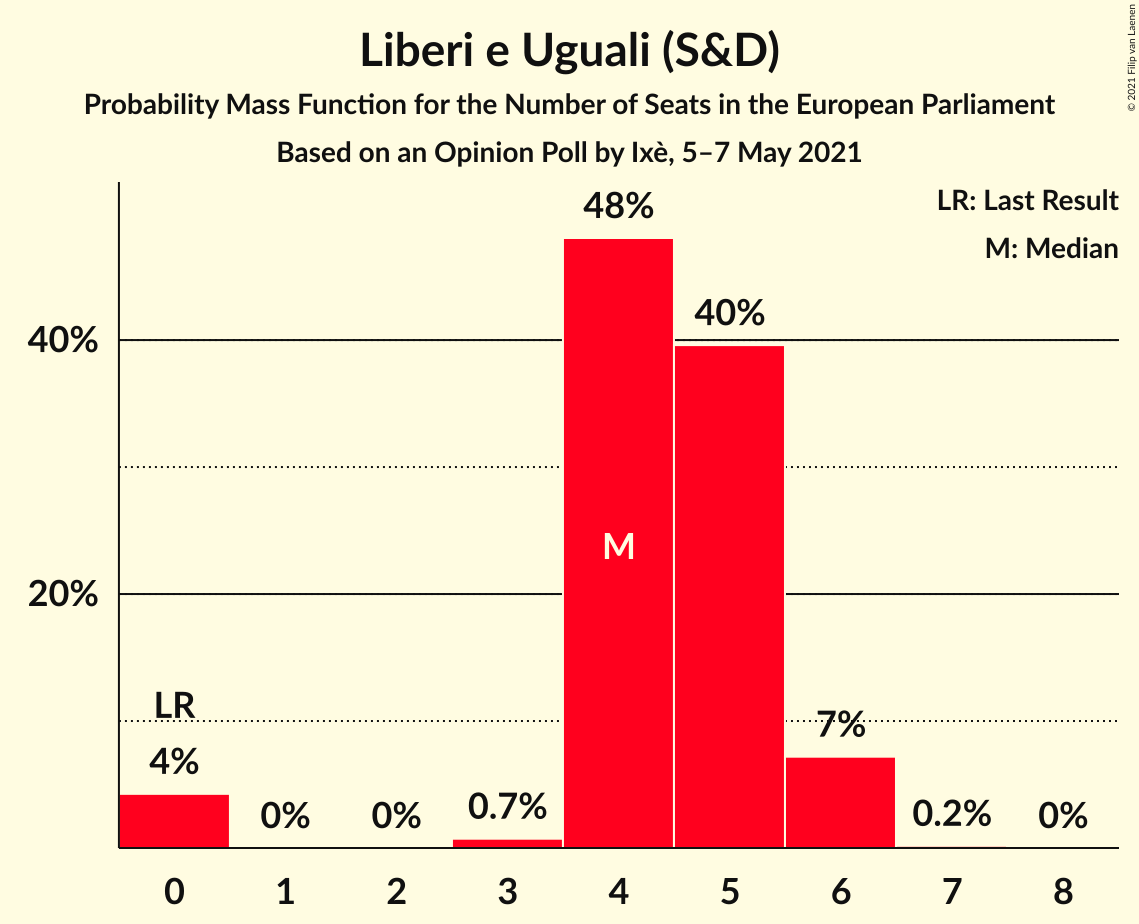 Liberi e Uguali (S&D)
Probability Mass Function for the Number of Seats in the European Parliament
Based on an Opinion Poll by Ixè, 5–7 May 2021
© 2021 Filip van Laenen
LR: Last Result
M: Median
48%
40%
40%
M
20%
LR
7%
4%
0%
0%
0.7%
0.2%
0%
0 1 2 3 4 5 6 7 8